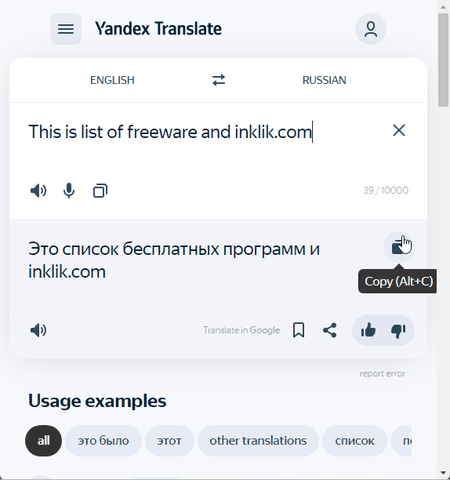 Yandex Translate
ENGLISH
RUSSIAN
This is list of freeware and inklik.com
39 / 10000
Это список бесплатных программ и
inklik.com
Copy (Alt+C)
Translate in Google
report error
Usage examples
all
это было
этот
other translations
список